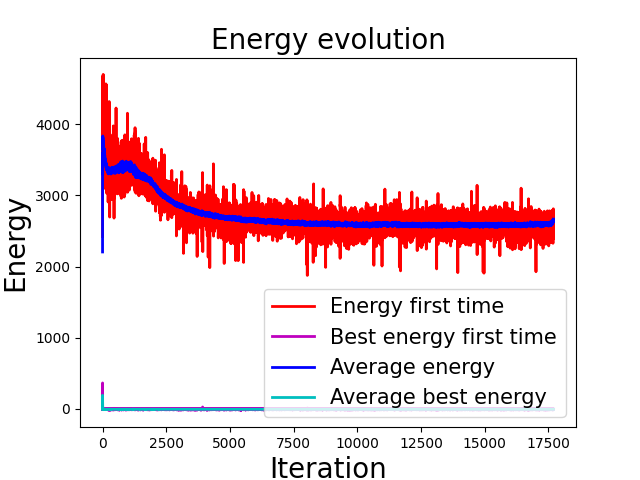 Energy evolution
Energy
4000
3000
2000
1000
0
Energy first time
Best energy first time
Average energy
Average best energy
0 2500 5000 7500 10000 12500 15000 17500
Iteration